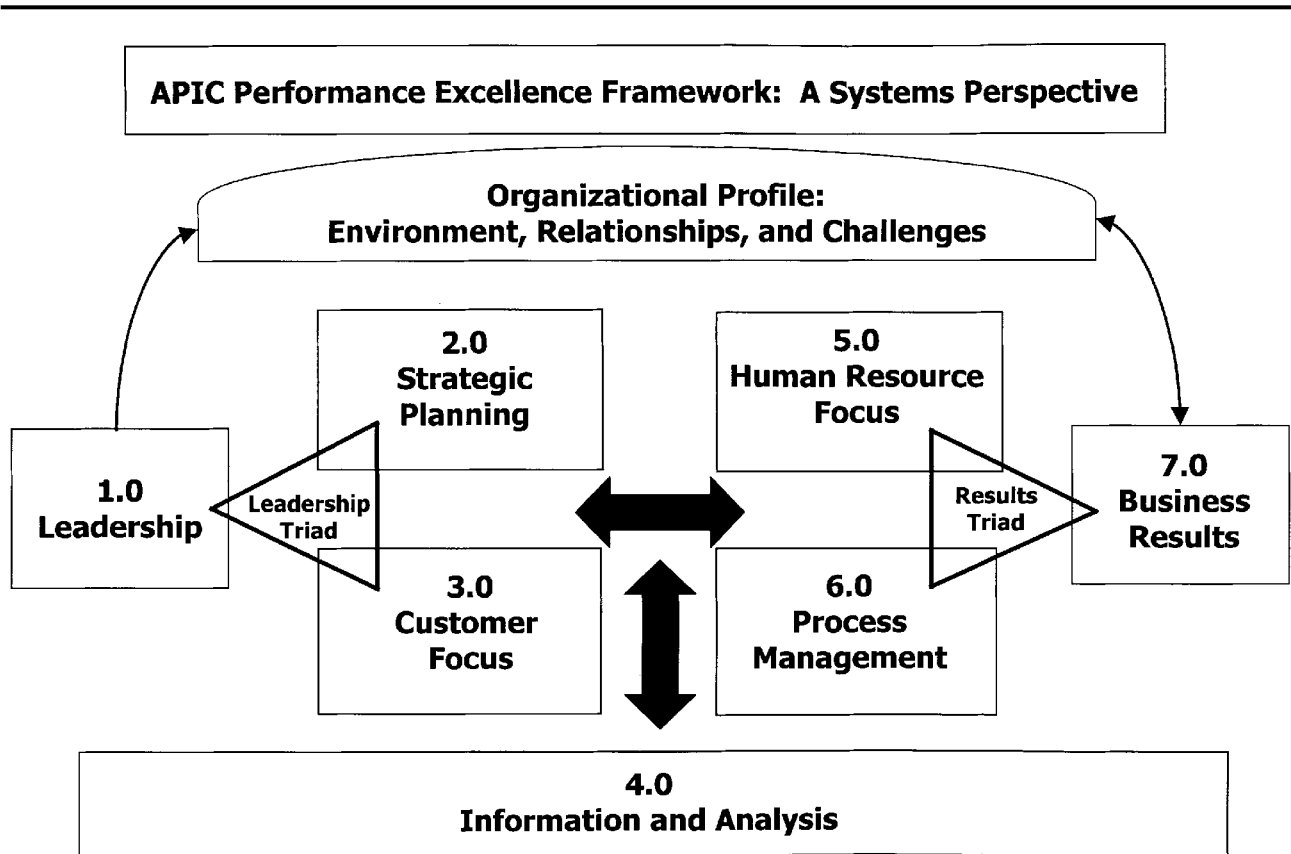 APIC Performance Excellence Framework: A Systems Perspective
Organizational Profile:
Environment, Relationships, and Challenges
2.0
Strategic
Planning
5.0
Human Resource
Focus
1.0
Leadership
Leadership
Triad
Results
Triad
7.0
Business
Results
3.0
Customer
Focus
6.0
Process
Management
4.0
Information and Analysis